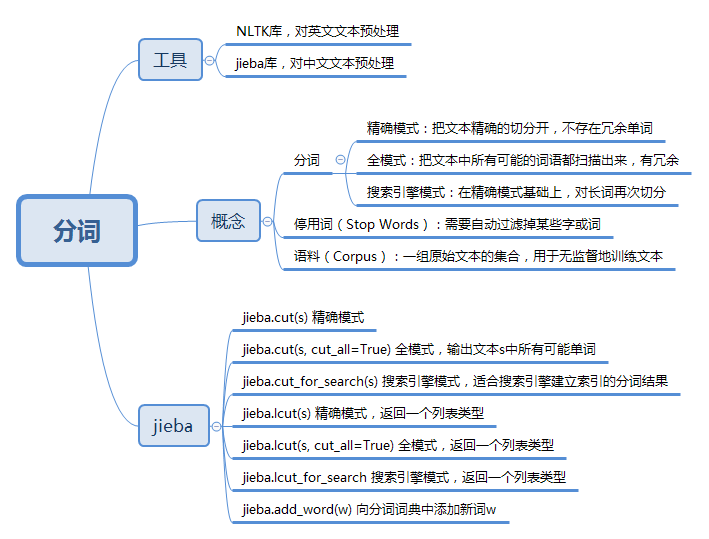 分词
工具
NLTK库，对英文文本预处理
jieba库，对中文文本预处理
概念
分词
精确模式：把文本精确的切分开，不存在冗余单词
全模式：把文本中所有可能的词语都扫描出来，有冗余
搜索引擎模式：在精确模式基础上，对长词再次切分
停用词（Stop Words）：需要自动过滤掉某些字或词
语料（Corpus）：一组原始文本的集合，用于无监督地训练文本
jieba
jieba.cut(s) 精确模式
jieba.cut(s, cut_all=True) 全模式，输出文本s中所有可能单词
jieba.cut_for_search(s) 搜索引擎模式，适合搜索引擎建立索引的分词结果
jieba.lcut(s) 精确模式，返回一个列表类型
jieba.lcut(s, cut_all=True) 全模式，返回一个列表类型
jieba.lcut_for_search 搜索引擎模式，返回一个列表类型
jieba.add_word(w) 向分词词典中添加新词w